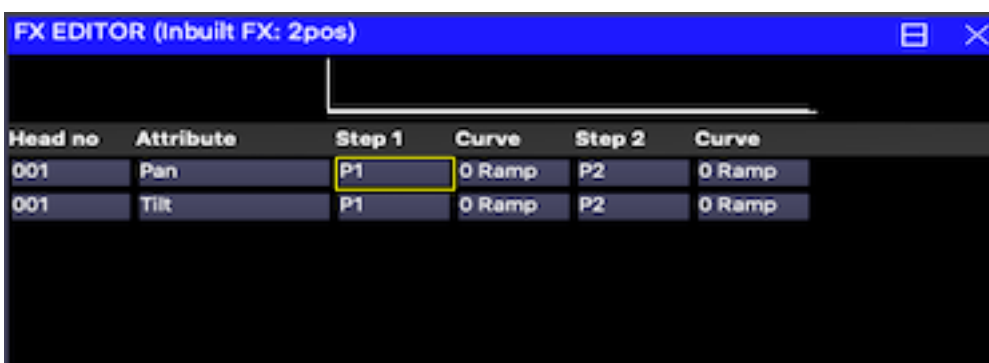 FX EDITOR (Inbuilt FX: 2pos)
Head no Attribute Step 1 Curve Step 2 Curve
001 Pan P1 0 Ramp P2 0 Ramp
001 Tilt P1 0 Ramp P2 0 Ramp